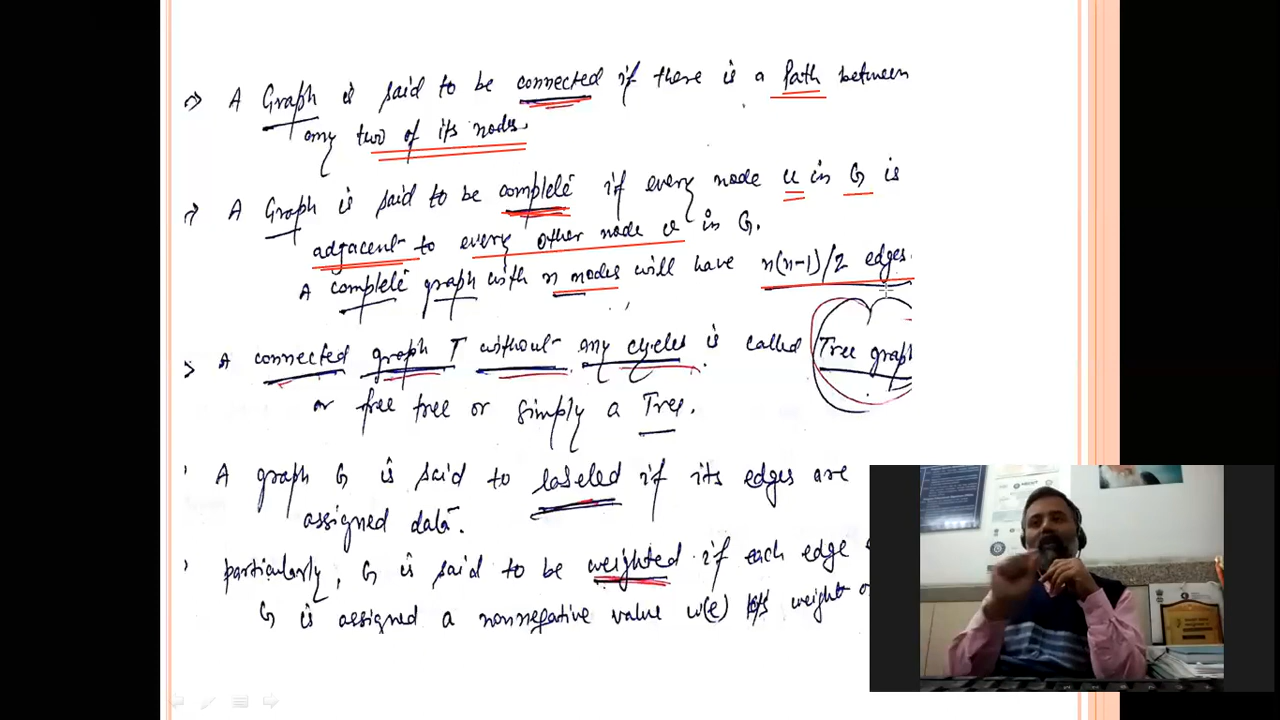 A Graph is said to be connected if there is a Path between
any two of its nodes.
A Graph is said to be complete if every node u in G is
adjacent to every other node v in G.
A complete graph with n nodes will have n(n-1)/2 edges.
A connected graph T without any cycles is called Tree graph
or free tree or simply a Tree.
A graph G is said to labeled if its edges are
assigned data.
particularly, G is said to be weighted if each edge
G is assigned a nonnegative value w(e) weight